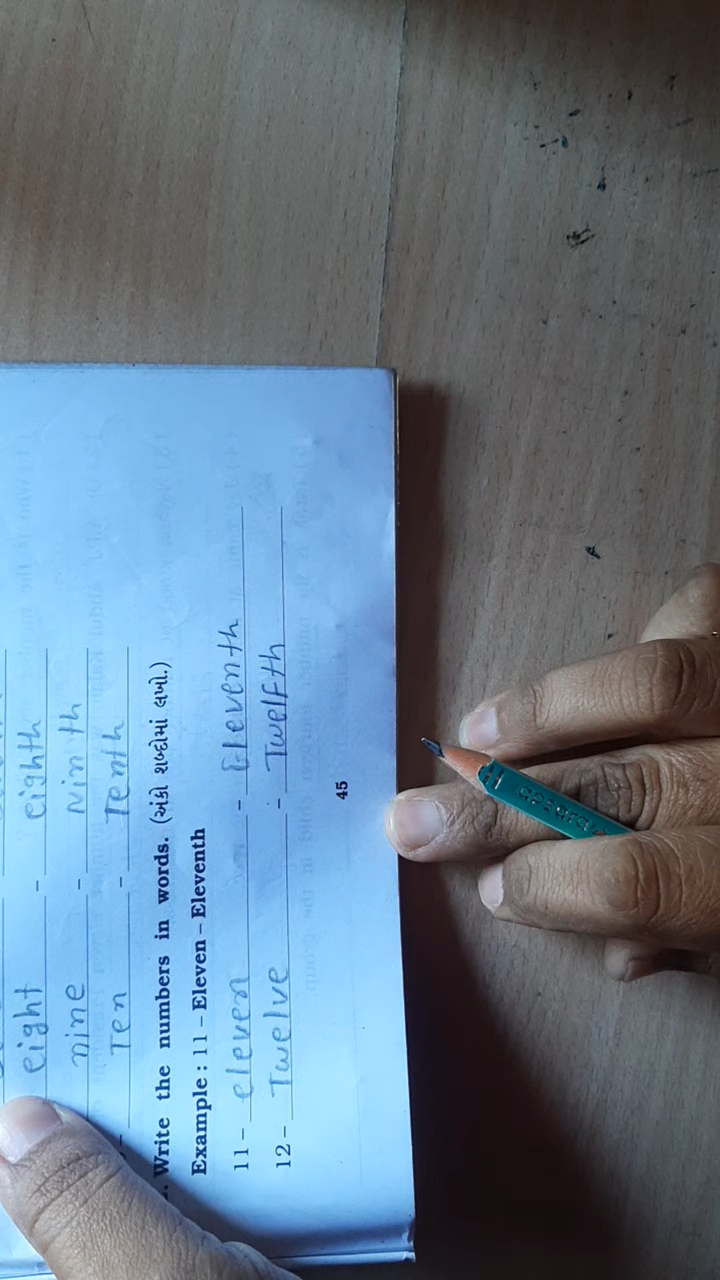 eight - eighth
nine - Ninth
Ten - Tenth
Write the numbers in words. (અંકો શબ્દોમાં લખો.)
Example : 11 – Eleven – Eleventh
11 – eleven - Eleventh
12 – Twelve - Twelfth
45
apsara